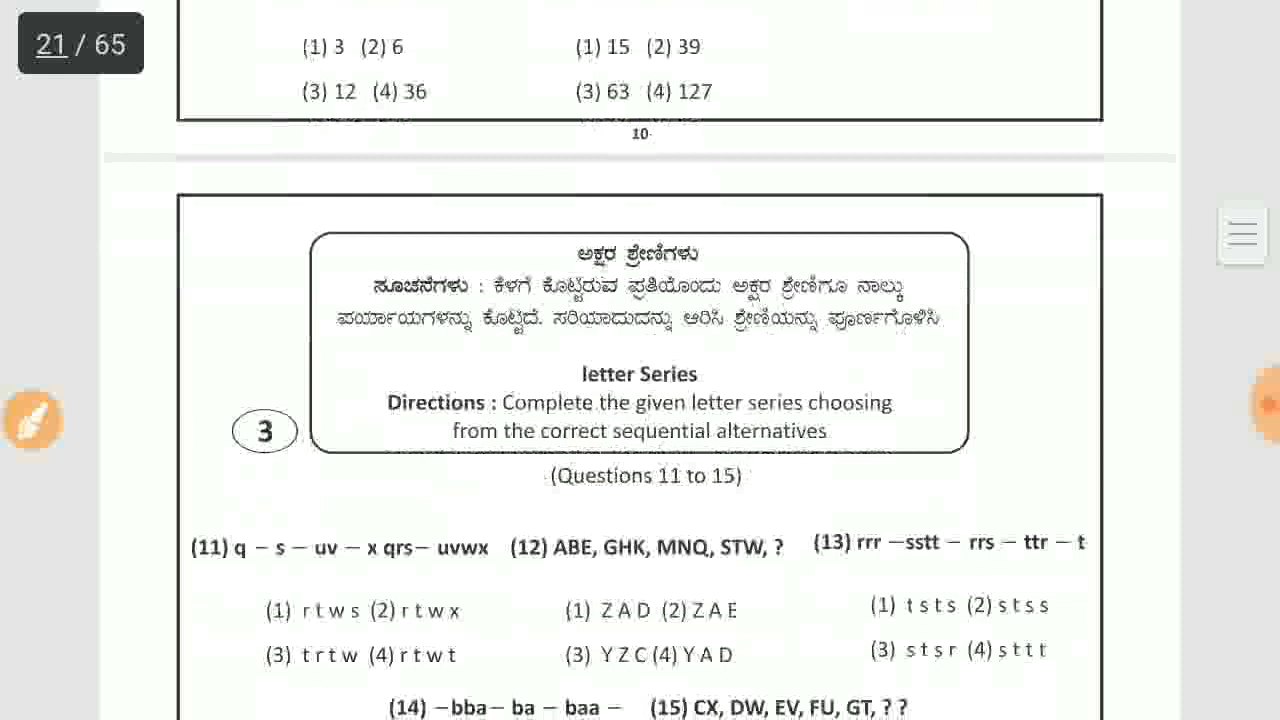 21 / 65
(1) 3 (2) 6 (1) 15 (2) 39
(3) 12 (4) 36 (3) 63 (4) 127
10
ಅಕ್ಷರ ಶ್ರೇಣಿಗಳು
ಸೂಚನೆಗಳು : ಕೆಳಗೆ ಕೊಟ್ಟಿರುವ ಪ್ರತಿಯೊಂದು ಅಕ್ಷರ ಶ್ರೇಣಿಗೂ ನಾಲ್ಕು
ಪರ್ಯಾಯಗಳನ್ನು ಕೊಟ್ಟಿದೆ. ಸರಿಯಾದುದನ್ನು ಆರಿಸಿ ಶ್ರೇಣಿಯನ್ನು ಪೂರ್ಣಗೊಳಿಸಿ
letter Series
Directions : Complete the given letter series choosing
3 from the correct sequential alternatives
(Questions 11 to 15)
(11) q – s – uv – x qrs – uvwx (12) ABE, GHK, MNQ, STW, ? (13) rrr – sstt – rrs – ttr – t
(1) r t w s (2) r t w x (1) Z A D (2) Z A E (1) t s t s (2) s t s s
(3) t r t w (4) r t w t (3) Y Z C (4) Y A D (3) s t s r (4) s t t t
(14) –bba– ba – baa – (15) CX, DW, EV, FU, GT, ? ?